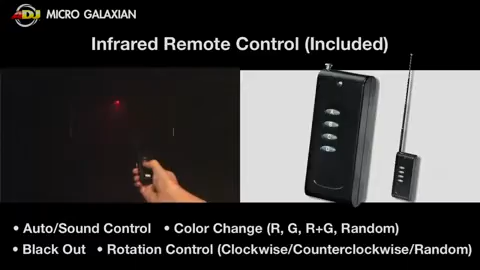 ADJ MICRO GALAXIAN
Infrared Remote Control (Included)
• Auto/Sound Control • Color Change (R, G, R+G, Random)
• Black Out • Rotation Control (Clockwise/Counterclockwise/Random)